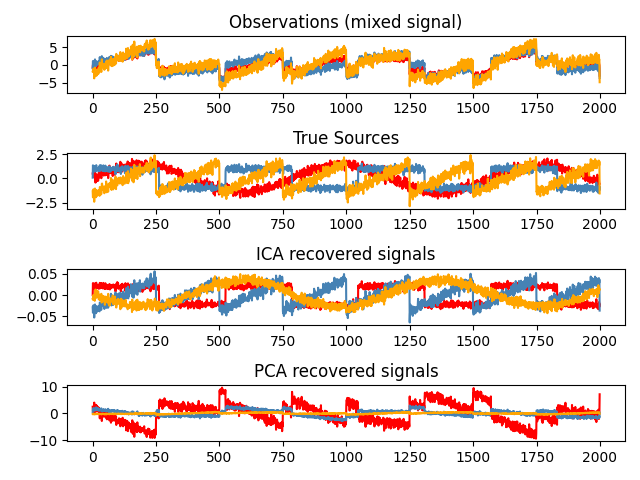 Observations (mixed signal)
5
0
−5
0 250 500 750 1000 1250 1500 1750 2000
True Sources
2.5
0.0
−2.5
0 250 500 750 1000 1250 1500 1750 2000
ICA recovered signals
0.05
0.00
−0.05
0 250 500 750 1000 1250 1500 1750 2000
PCA recovered signals
10
0
−10
0 250 500 750 1000 1250 1500 1750 2000